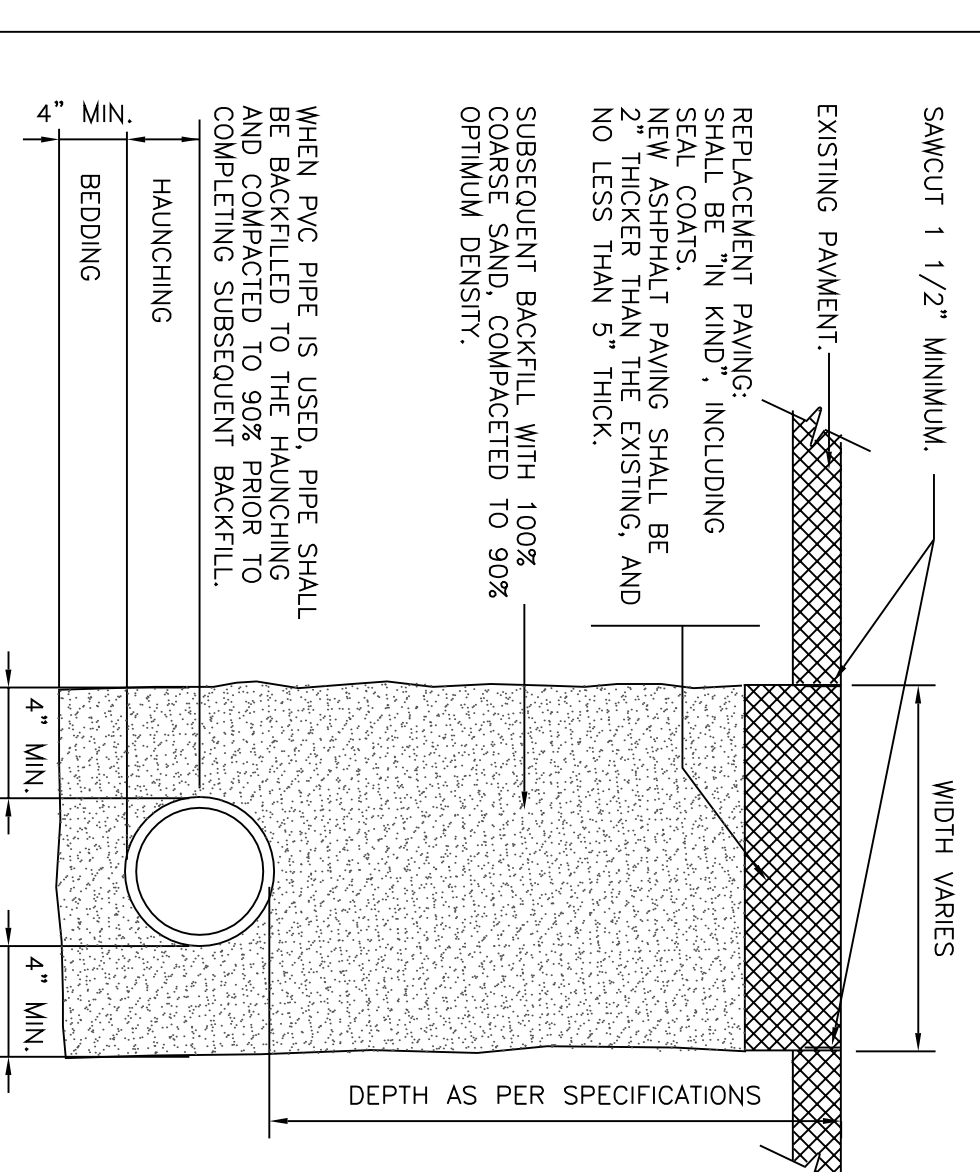 SAWCUT 1 1/2" MINIMUM.
WIDTH VARIES
EXISTING PAVMENT.
REPLACEMENT PAVING:
SHALL BE "IN KIND", INCLUDING
SEAL COATS.
NEW ASHPHALT PAVING SHALL BE
2" THICKER THAN THE EXISTING, AND
NO LESS THAN 5" THICK.
SUBSEQUENT BACKFILL WITH 100%
COARSE SAND, COMPACETED TO 90%
OPTIMUM DENSITY.
DEPTH AS PER SPECIFICATIONS
WHEN PVC PIPE IS USED, PIPE SHALL
BE BACKFILLED TO THE HAUNCHING
AND COMPACTED TO 90% PRIOR TO
COMPLETING SUBSEQUENT BACKFILL.
HAUNCHING
4" MIN.
BEDDING
4" MIN.
4" MIN.